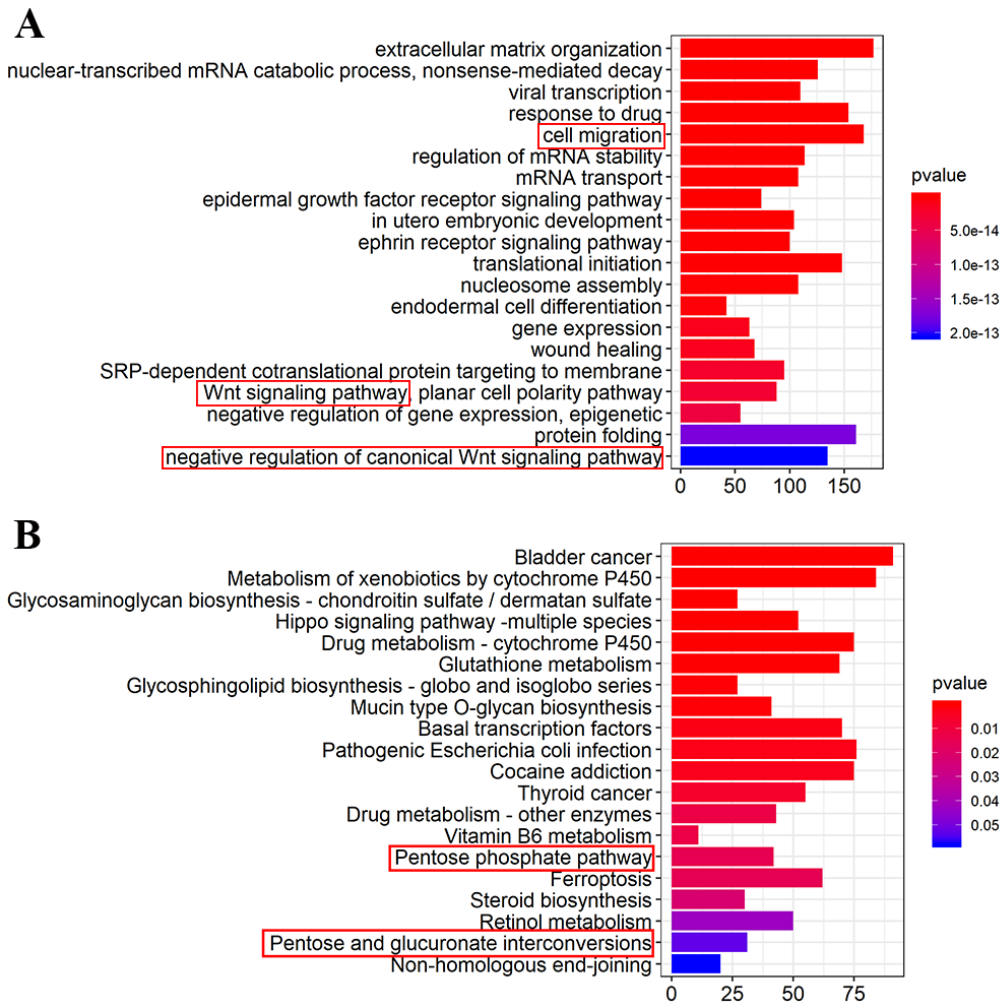 A
extracellular matrix organization
nuclear-transcribed mRNA catabolic process, nonsense-mediated decay
viral transcription
response to drug
cell migration
regulation of mRNA stability
mRNA transport
epidermal growth factor receptor signaling pathway
in utero embryonic development
ephrin receptor signaling pathway
translational initiation
nucleosome assembly
endodermal cell differentiation
gene expression
wound healing
SRP-dependent cotranslational protein targeting to membrane
Wnt signaling pathway, planar cell polarity pathway
negative regulation of gene expression, epigenetic
protein folding
negative regulation of canonical Wnt signaling pathway
0 50 100 150
pvalue
5.0e-14
1.0e-13
1.5e-13
2.0e-13
B
Bladder cancer
Metabolism of xenobiotics by cytochrome P450
Glycosaminoglycan biosynthesis - chondroitin sulfate / dermatan sulfate
Hippo signaling pathway -multiple species
Drug metabolism - cytochrome P450
Glutathione metabolism
Glycosphingolipid biosynthesis - globo and isoglobo series
Mucin type O-glycan biosynthesis
Basal transcription factors
Pathogenic Escherichia coli infection
Cocaine addiction
Thyroid cancer
Drug metabolism - other enzymes
Vitamin B6 metabolism
Pentose phosphate pathway
Ferroptosis
Steroid biosynthesis
Retinol metabolism
Pentose and glucuronate interconversions
Non-homologous end-joining
0 25 50 75
pvalue
0.01
0.02
0.03
0.04
0.05